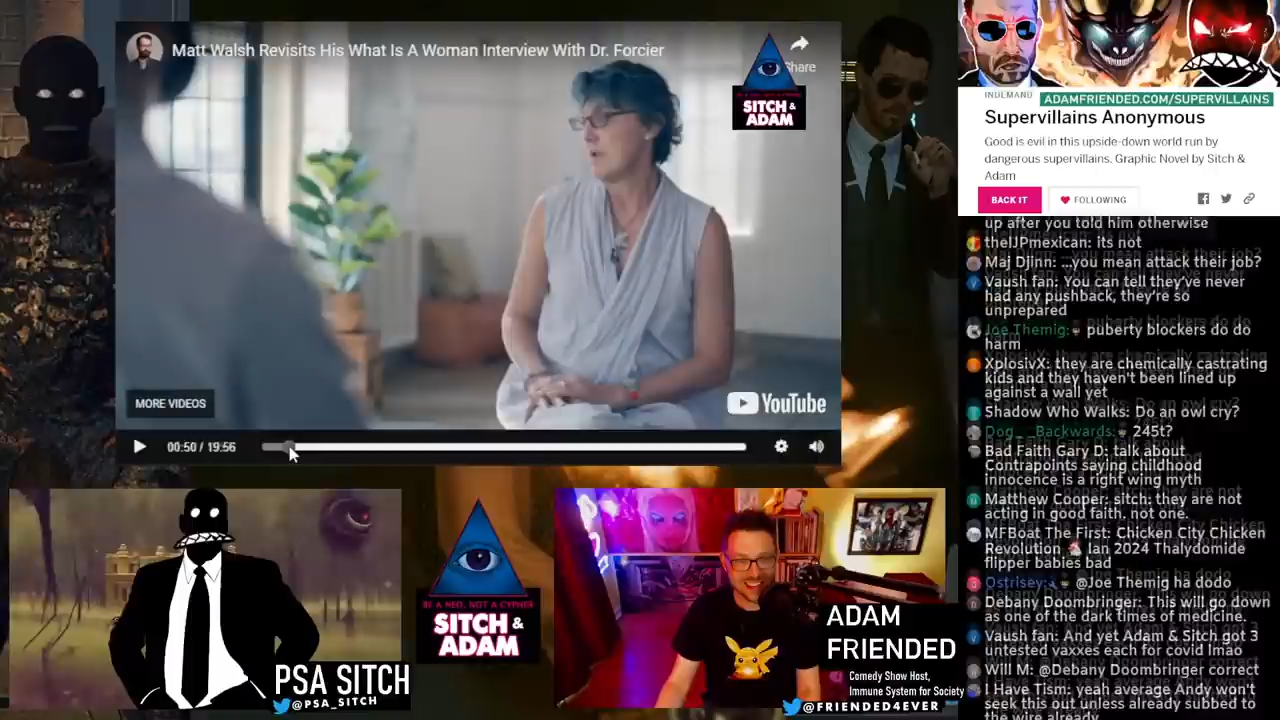 Matt Walsh Revisits His What Is A Woman Interview With Dr. Forcier
Share
SITCH &
ADAM
MORE VIDEOS
YouTube
00:50 / 19:56
INDEMAND
ADAMFRIENDED.COM/SUPERVILLAINS
Supervillains Anonymous
Good is evil in this upside-down world run by
dangerous supervillains. Graphic Novel by Sitch &
Adam
BACK IT
FOLLOWING
up after you told him otherwise
theIJPmexican: its not
Maj Djinn: ...you mean attack their job?
Vaush fan: You can tell they've never
had any pushback, they're so
unprepared
Joe Themig: puberty blockers do do
harm
XplosivX: they are chemically castrating
kids and they haven't been lined up
against a wall yet
Shadow Who Walks: Do an owl cry?
Dog_ Backwards: 245t?
Bad Faith Gary D: talk about
Contrapoints saying childhood
innocence is a right wing myth
Matthew Cooper: sitch: they are not
acting in good faith. not one.
MFBoat The First: Chicken City Chicken
Revolution Ian 2024 Thalydomide
flipper babies bad
Ostrisey: @Joe Themig ha dodo
Debany Doombringer: This will go down
as one of the dark times of medicine.
Vaush fan: And yet Adam & Sitch got 3
untested vaxxes each for covid lmao
Will M: @Debany Doombringer correct
I Have Tism: yeah average Andy won't
seek this out unless already subbed to
the wire already
PSA SITCH
@PSA_SITCH
BE A NEO, NOT A CYPHER
SITCH &
ADAM
ADAM
FRIENDED
Comedy Show Host,
Immune System for Society
@FRIENDED4EVER